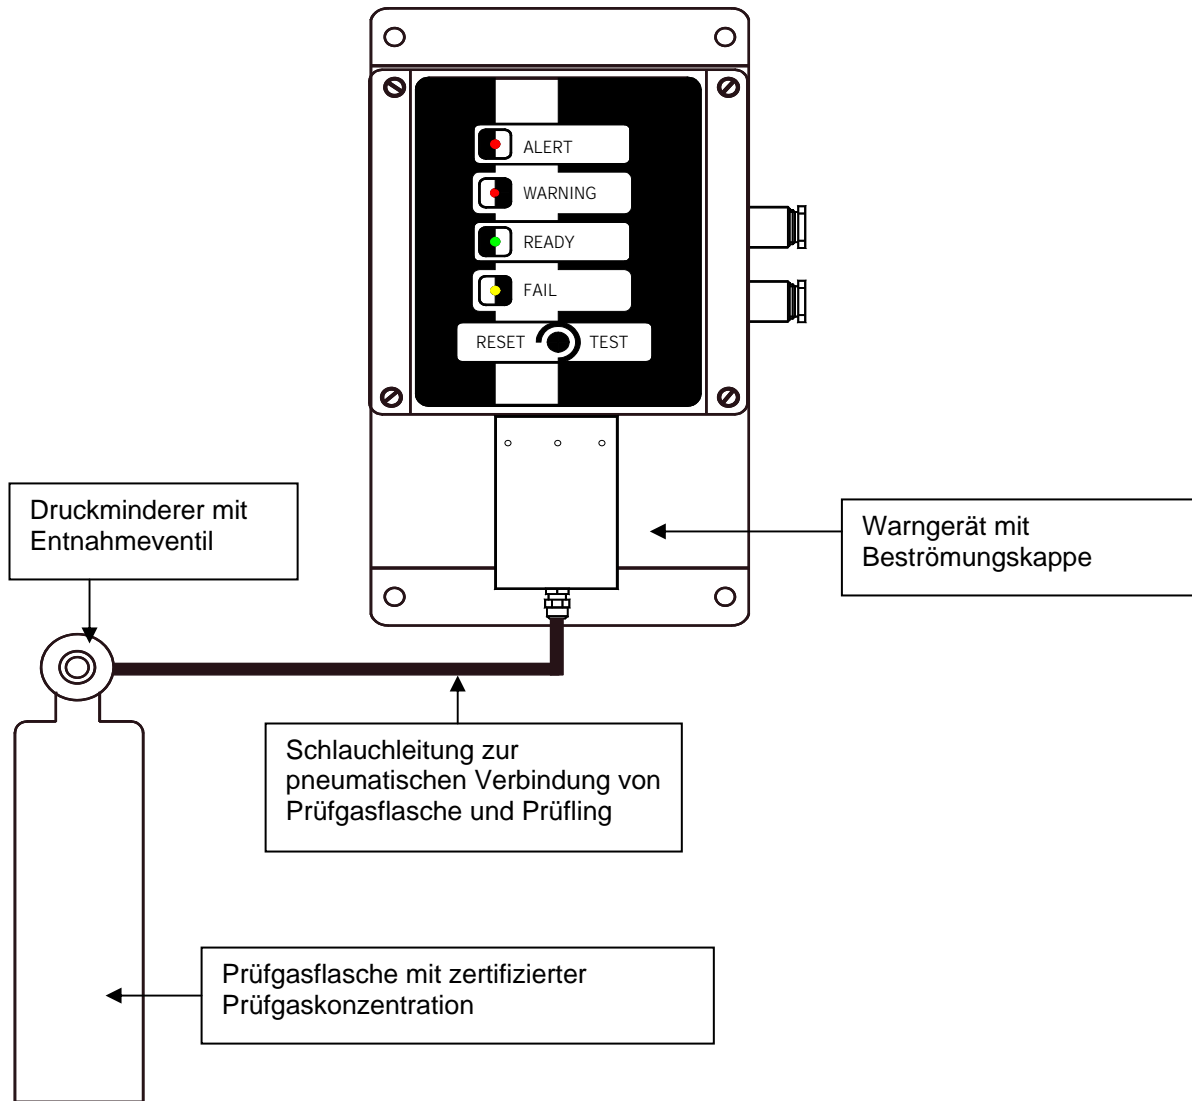 ALERT
WARNING
READY
FAIL
RESET TEST
Druckminderer mit
Entnahmeventil
Warngerät mit
Beströmungskappe
Schlauchleitung zur
pneumatischen Verbindung von
Prüfgasflasche und Prüfling
Prüfgasflasche mit zertifizierter
Prüfgaskonzentration